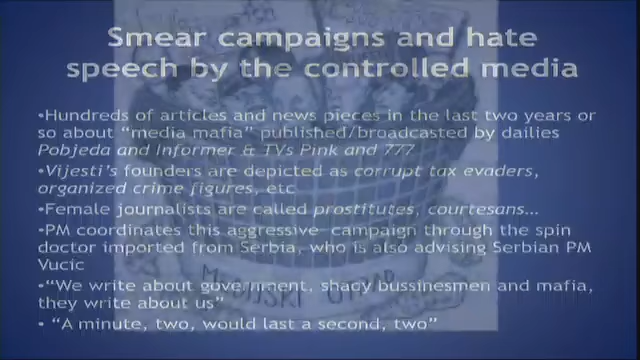 Smear campaigns and hate
speech by the controlled media
•Hundreds of articles and news pieces in the last two years or
so about "media mafia" published/broadcasted by dailies
Pobjeda and Informer & TVs Pink and 777
•Vijesti's founders are depicted as corrupt tax evaders,
organized crime figures, etc
•Female journalists are called prostitutes, courtesans...
•PM coordinates this aggressive campaign through the spin
doctor imported from Serbia, who is also advising Serbian PM
Vucic
•"We write about government, shady bussinesmen and mafia,
they write about us"
• "A minute, two, would last a second, two"
MEDIJSKI